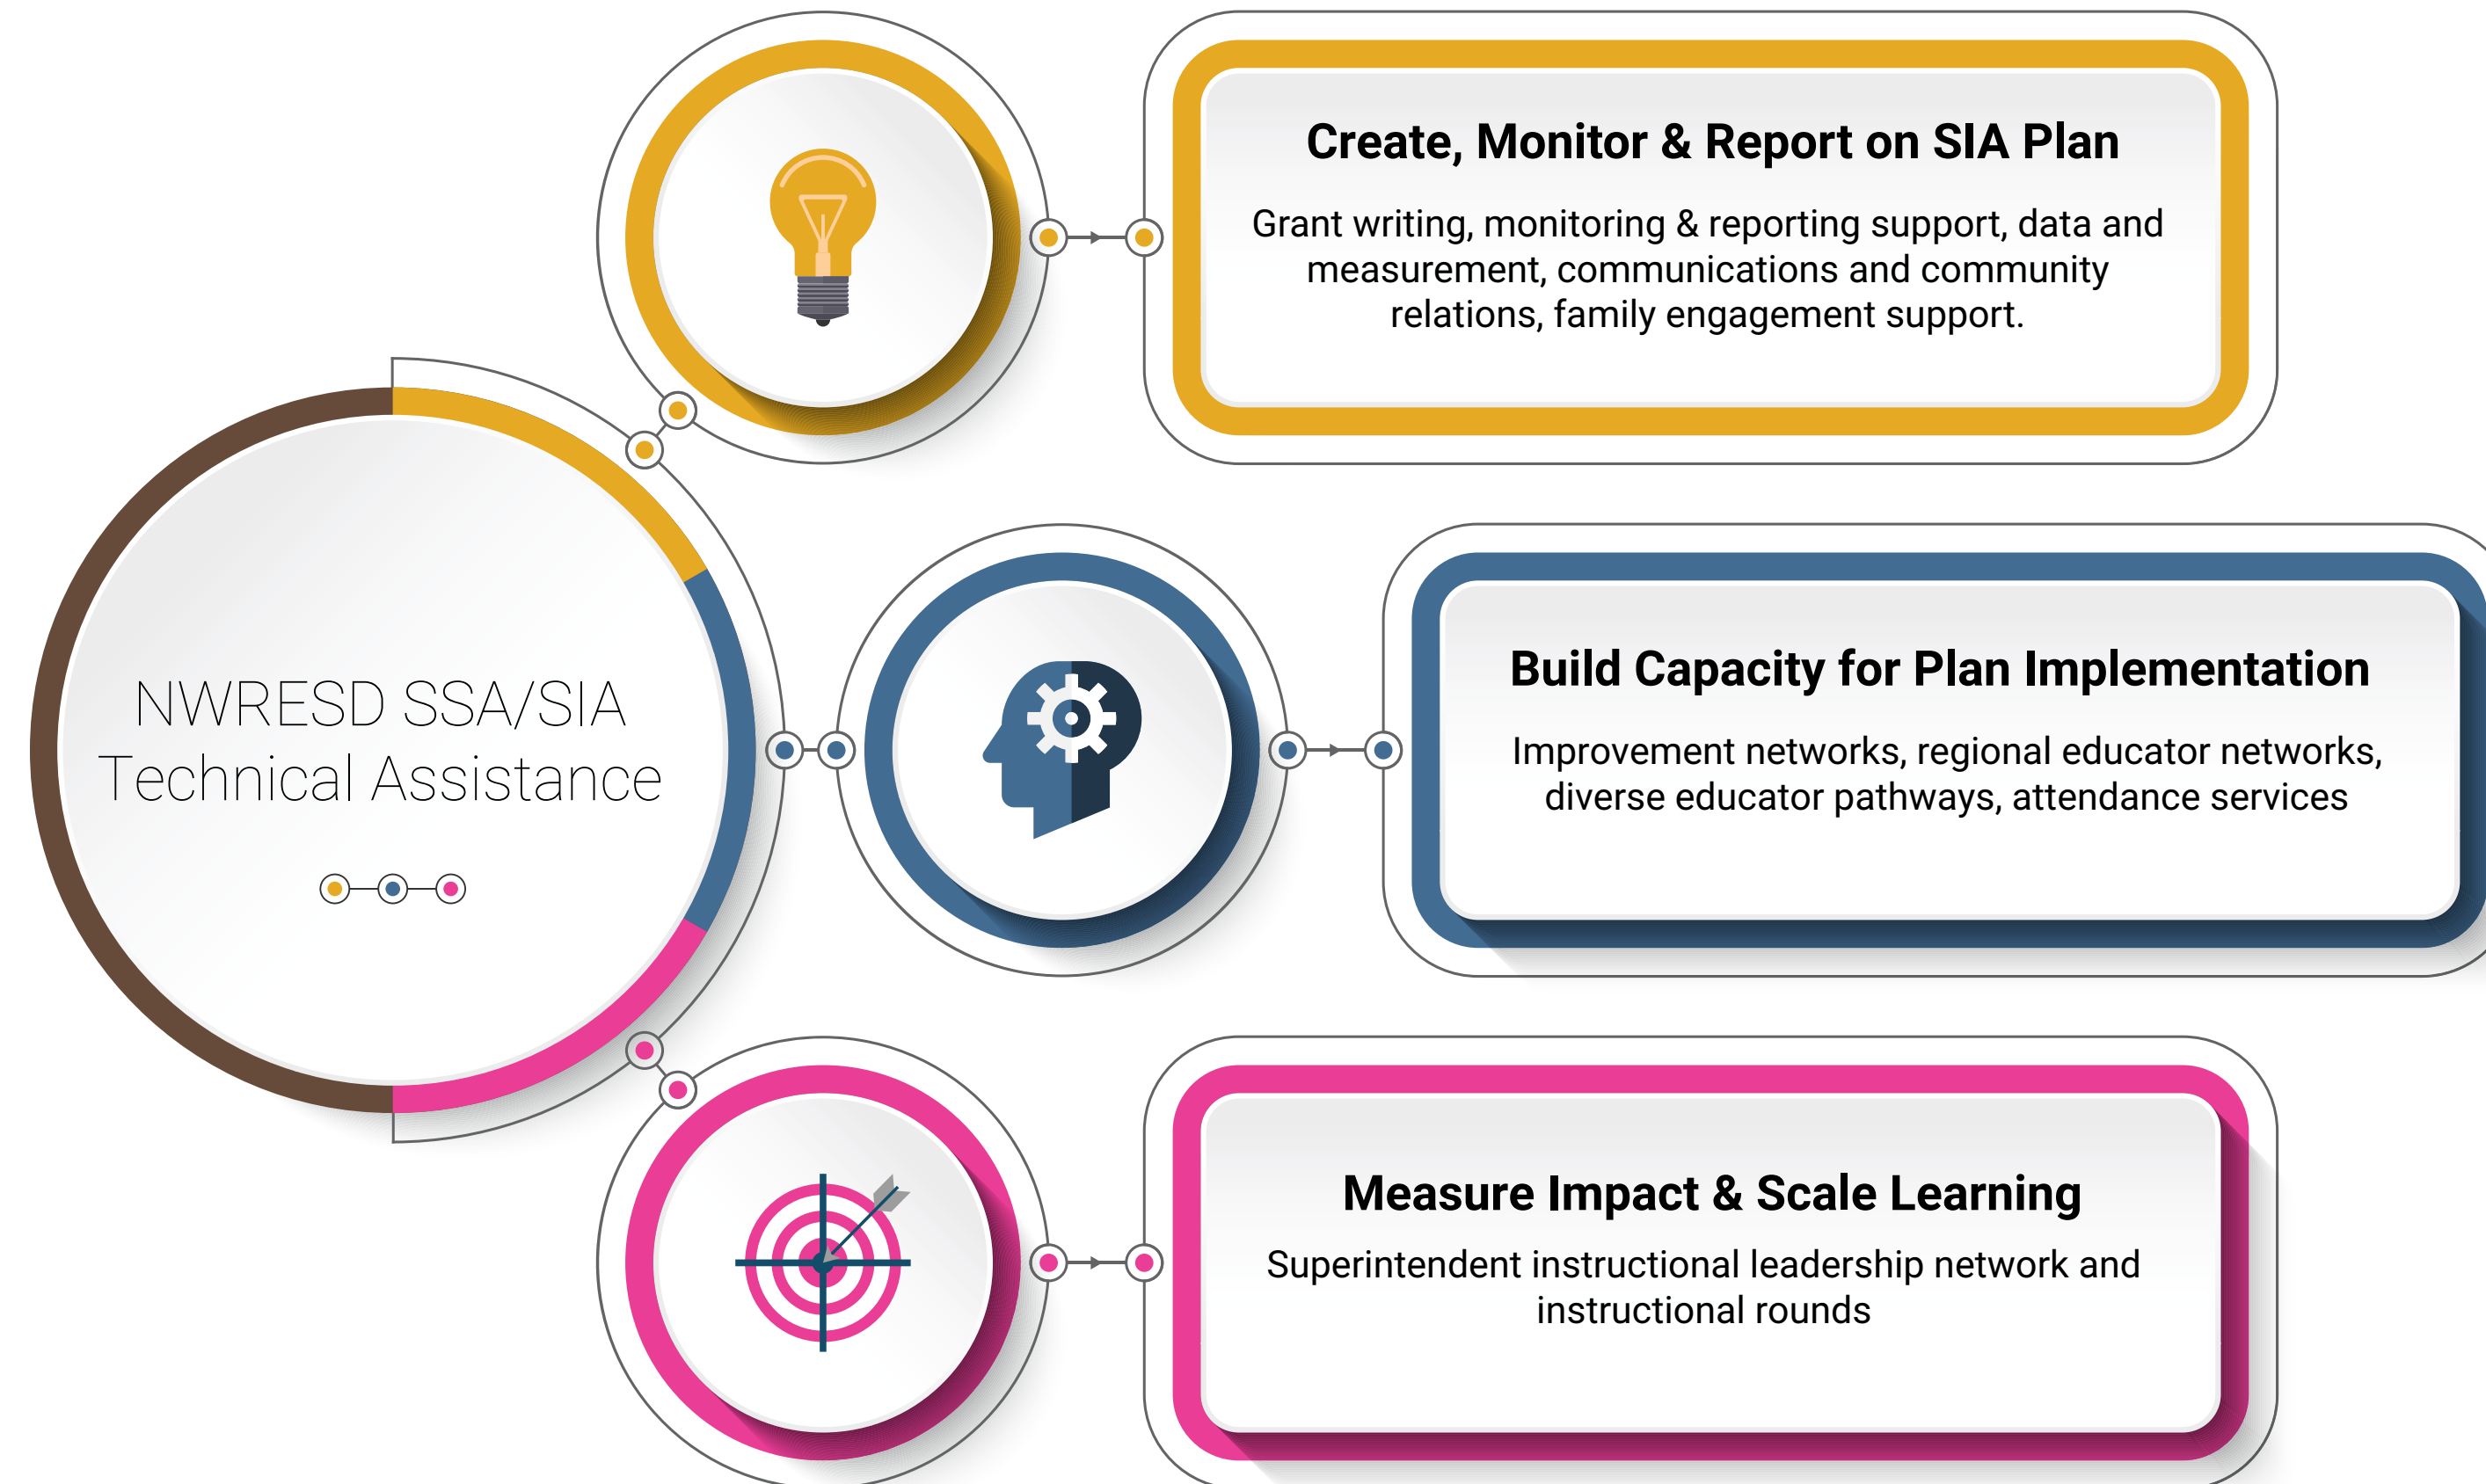 Create, Monitor & Report on SIA Plan
Grant writing, monitoring & reporting support, data and
measurement, communications and community
relations, family engagement support.
NWRESD SSA/SIA
Technical Assistance
Build Capacity for Plan Implementation
Improvement networks, regional educator networks,
diverse educator pathways, attendance services
Measure Impact & Scale Learning
Superintendent instructional leadership network and
instructional rounds